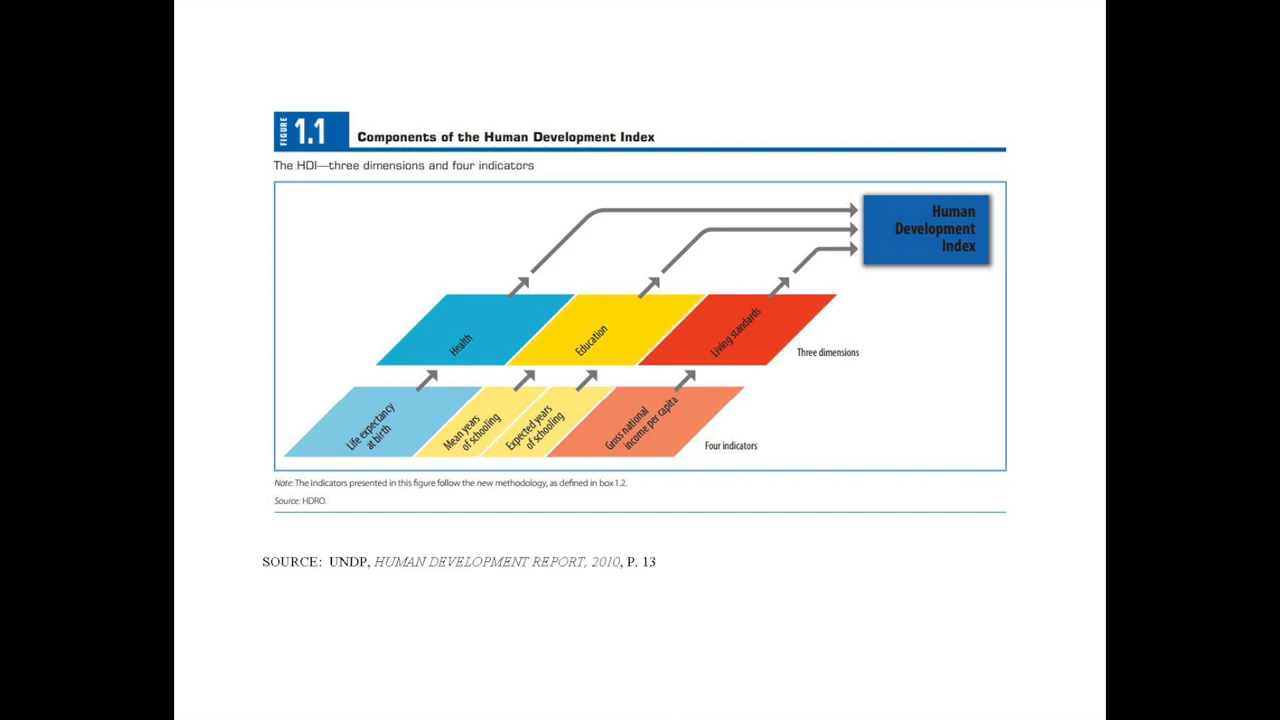 FIGURE 1.1 Components of the Human Development Index
The HDI—three dimensions and four indicators
Human
Development
Index
Health
Education
Living standards
Three dimensions
Life expectancy
at birth
Mean years
of schooling
Expected years
of schooling
Gross national
income per capita
Four indicators
Note: The indicators presented in this figure follow the new methodology, as defined in box 1.2.
Source: HDRO.
SOURCE: UNDP, HUMAN DEVELOPMENT REPORT, 2010, P. 13